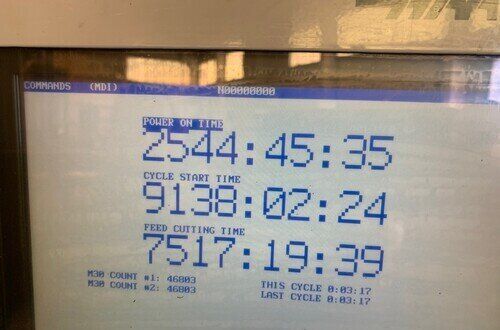 COMMANDS (MDI) N00000000
POWER ON TIME
2544:45:35
CYCLE START TIME
9138:02:24
FEED CUTTING TIME
7517:19:39
M30 COUNT #1: 46803 THIS CYCLE 0:03:17
M30 COUNT #2: 46803 LAST CYCLE 0:03:17